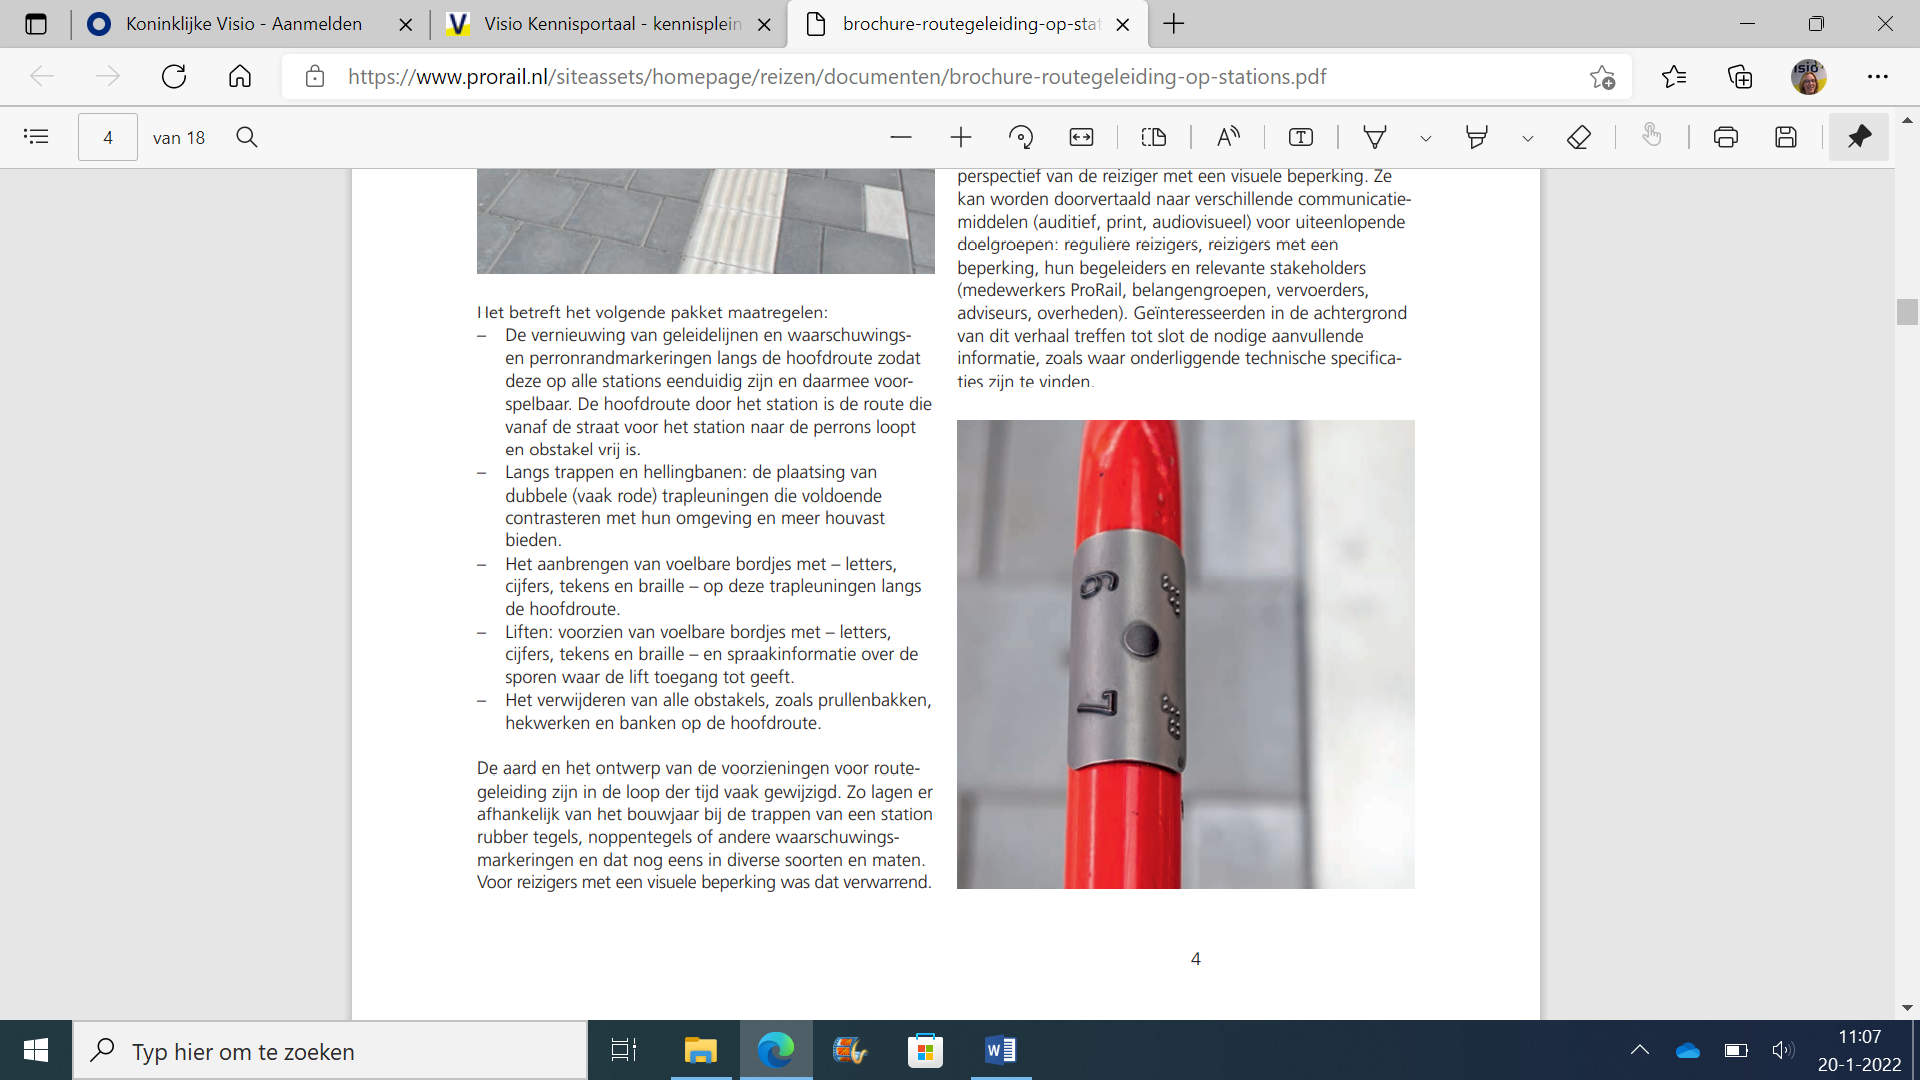 Koninklijke Visio - Aanmelden
Visio Kennisportaal - kennisplein
brochure-routegeleiding-op-stat
https://www.prorail.nl/siteassets/homepage/reizen/documenten/brochure-routegeleiding-op-stations.pdf
4 van 18
Het betreft het volgende pakket maatregelen:
– De vernieuwing van geleidelijnen en waarschuwings-
en perronrandmarkeringen langs de hoofdroute zodat
deze op alle stations eenduidig zijn en daarmee voor-
spelbaar. De hoofdroute door het station is de route die
vanaf de straat voor het station naar de perrons loopt
en obstakel vrij is.
– Langs trappen en hellingbanen: de plaatsing van
dubbele (vaak rode) trapleuningen die voldoende
contrasteren met hun omgeving en meer houvast
bieden.
– Het aanbrengen van voelbare bordjes met – letters,
cijfers, tekens en braille – op deze trapleuningen langs
de hoofdroute.
– Liften: voorzien van voelbare bordjes met – letters,
cijfers, tekens en braille – en spraakinformatie over de
sporen waar de lift toegang tot geeft.
– Het verwijderen van alle obstakels, zoals prullenbakken,
hekwerken en banken op de hoofdroute.
De aard en het ontwerp van de voorzieningen voor route-
geleiding zijn in de loop der tijd vaak gewijzigd. Zo lagen er
afhankelijk van het bouwjaar bij de trappen van een station
rubber tegels, noppentegels of andere waarschuwings-
markeringen en dat nog eens in diverse soorten en maten.
Voor reizigers met een visuele beperking was dat verwarrend.
perspectief van de reiziger met een visuele beperking. Ze
kan worden doorvertaald naar verschillende communicatie-
middelen (auditief, print, audiovisueel) voor uiteenlopende
doelgroepen: reguliere reizigers, reizigers met een
beperking, hun begeleiders en relevante stakeholders
(medewerkers ProRail, belangengroepen, vervoerders,
adviseurs, overheden). Geïnteresseerden in de achtergrond
van dit verhaal treffen tot slot de nodige aanvullende
informatie, zoals waar onderliggende technische specifica-
ties zijn te vinden.
6
7
4
Typ hier om te zoeken
11:07
20-1-2022